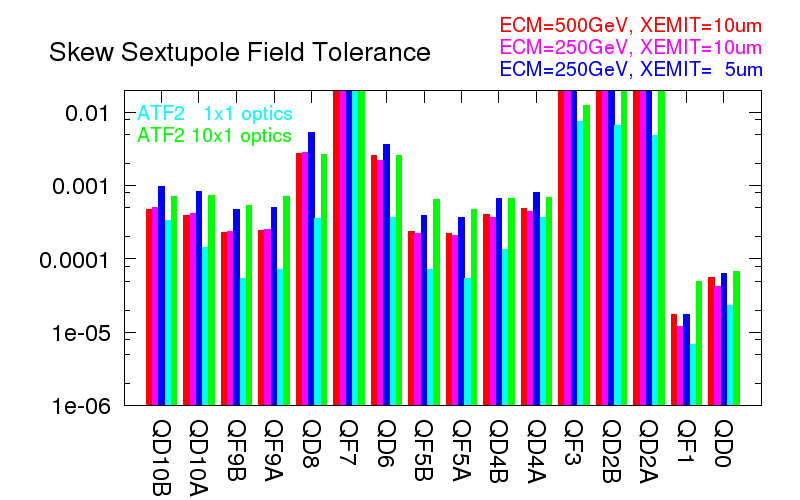 ECM=500GeV, XEMIT=10um
Skew Sextupole Field Tolerance
ECM=250GeV, XEMIT=10um
ECM=250GeV, XEMIT= 5um
ATF2 1x1 optics
ATF2 10x1 optics
0.01
0.001
0.0001
1e-05
1e-06
QD10B
QD10A
QF9B
QF9A
QD8
QF7
QD6
QF5B
QF5A
QD4B
QD4A
QF3
QD2B
QD2A
QF1
QD0